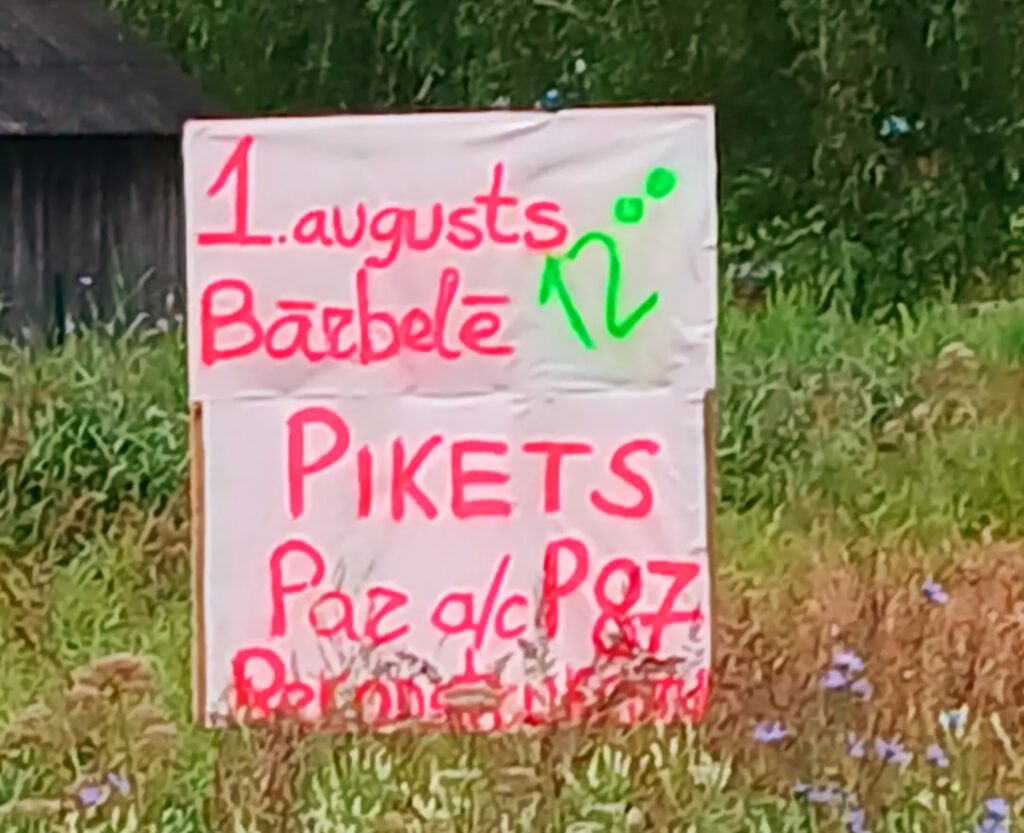 1. augusts 12
Bārbelē
PIKETS
Par a/c P87